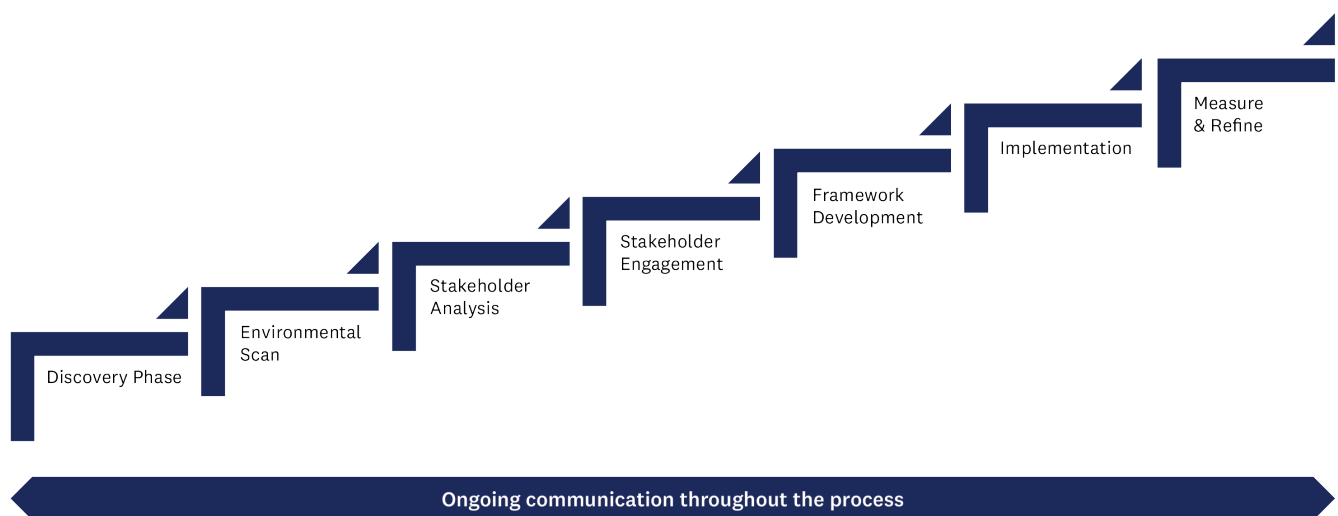 Discovery Phase
Environmental
Scan
Stakeholder
Analysis
Stakeholder
Engagement
Framework
Development
Implementation
Measure
& Refine
Ongoing communication throughout the process